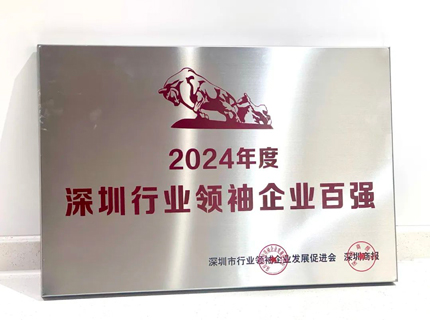 2024年度
深圳行业领袖企业百强
深圳市行业领袖企业发展促进会 深圳商报